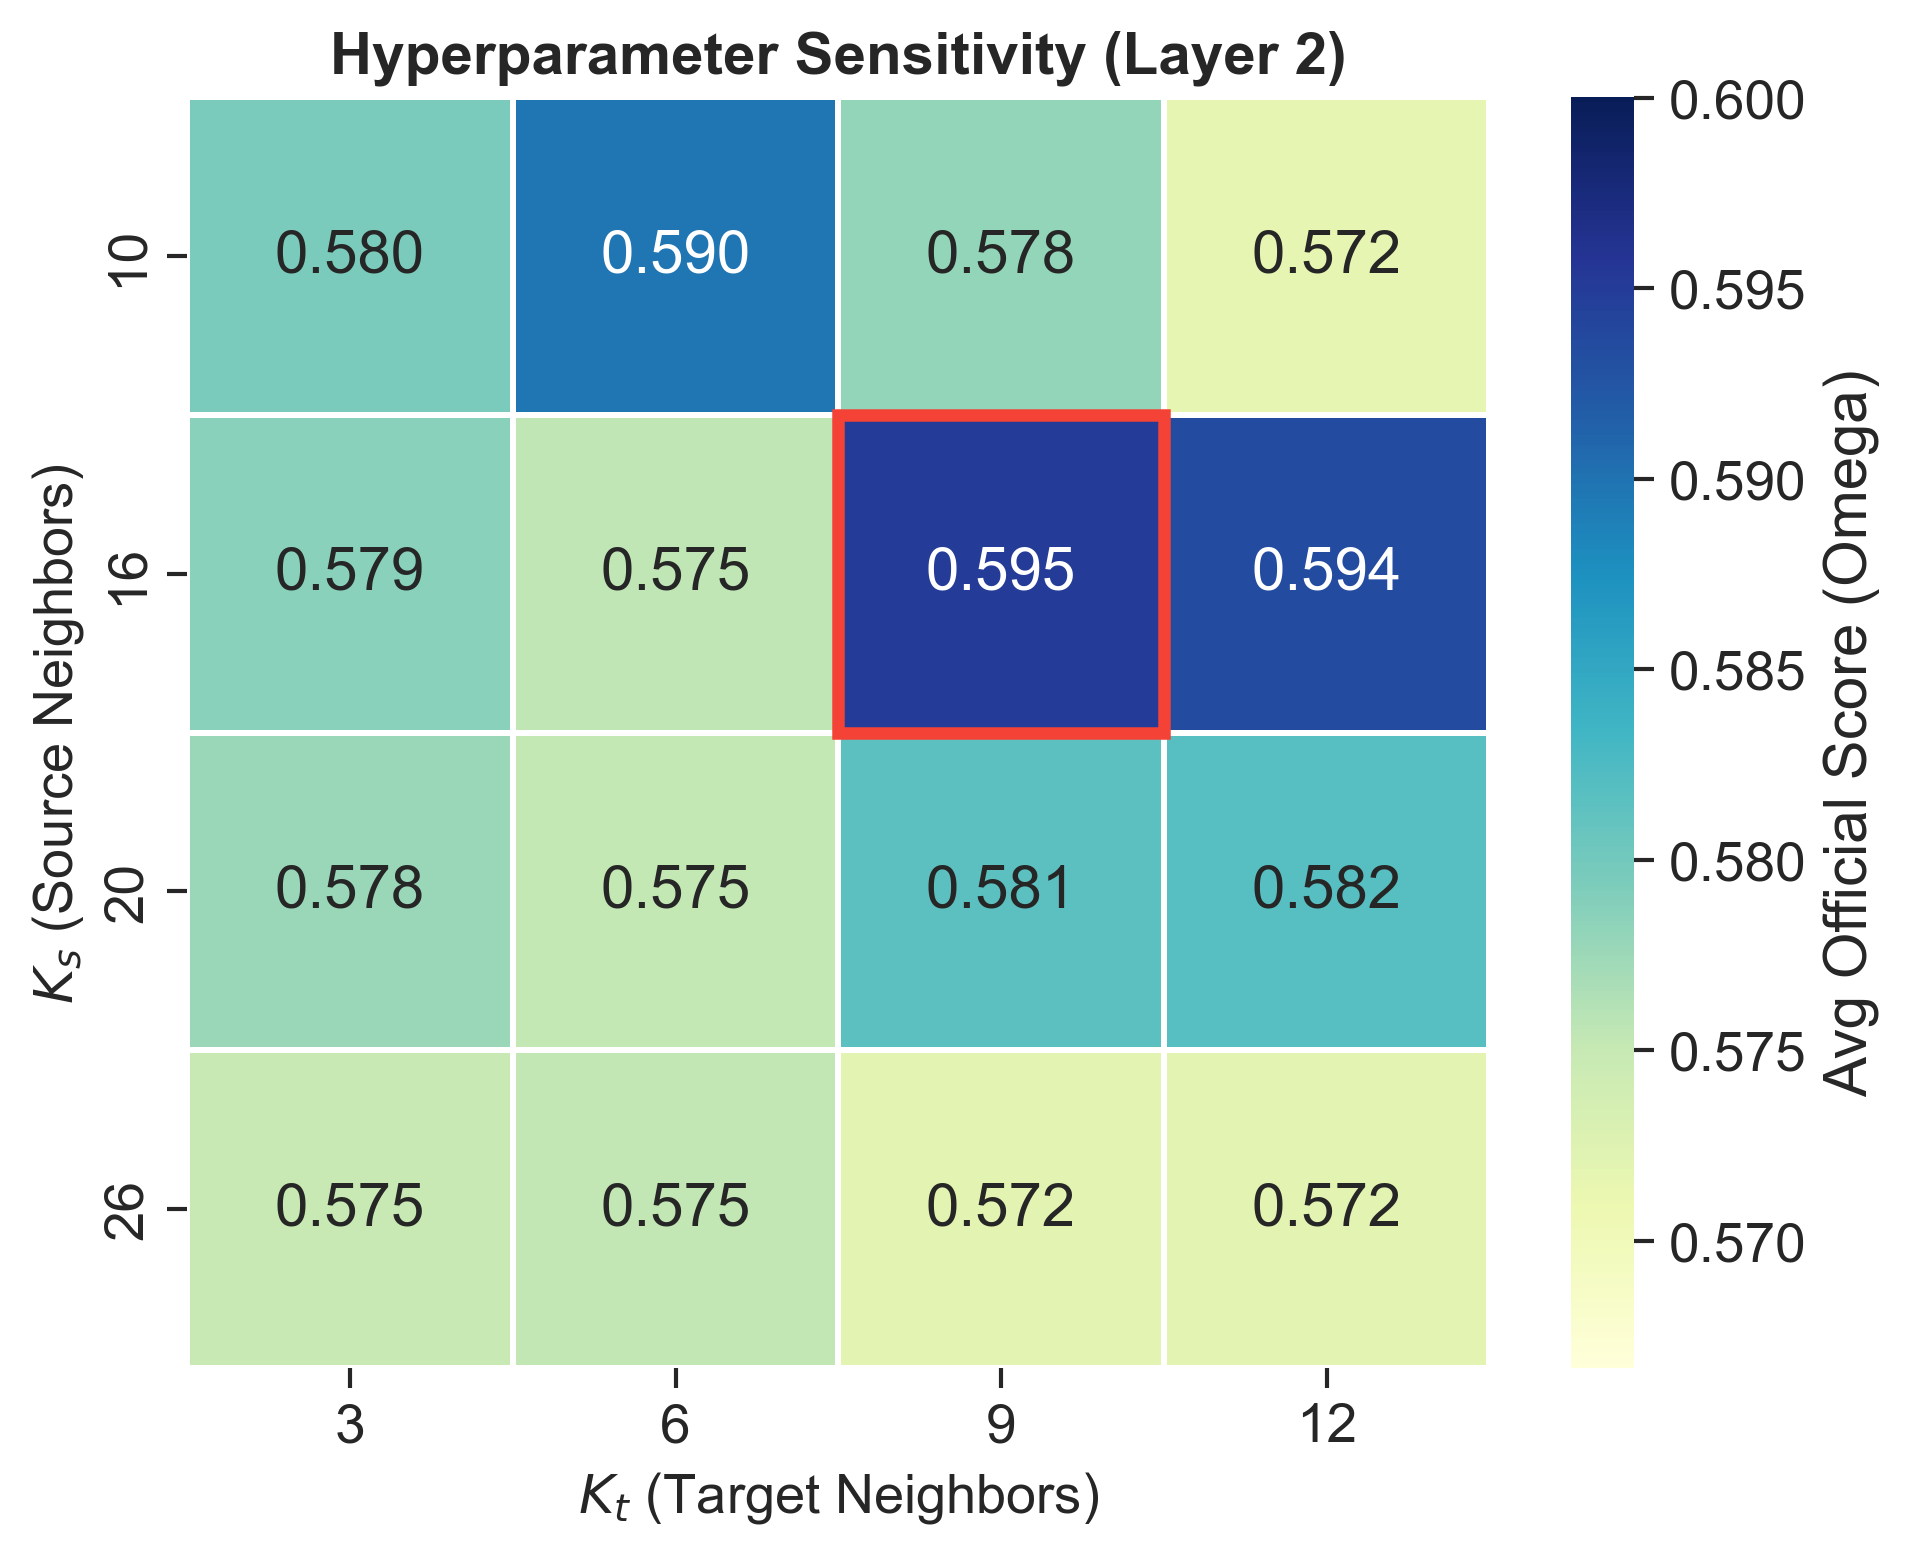 Hyperparameter Sensitivity (Layer 2)
0.600
0.595
0.590
0.585
0.580
0.575
0.570
Avg Official Score (Omega)
K_s (Source Neighbors)
10 0.580 0.590 0.578 0.572
16 0.579 0.575 0.595 0.594
20 0.578 0.575 0.581 0.582
26 0.575 0.575 0.572 0.572
3 6 9 12
K_t (Target Neighbors)